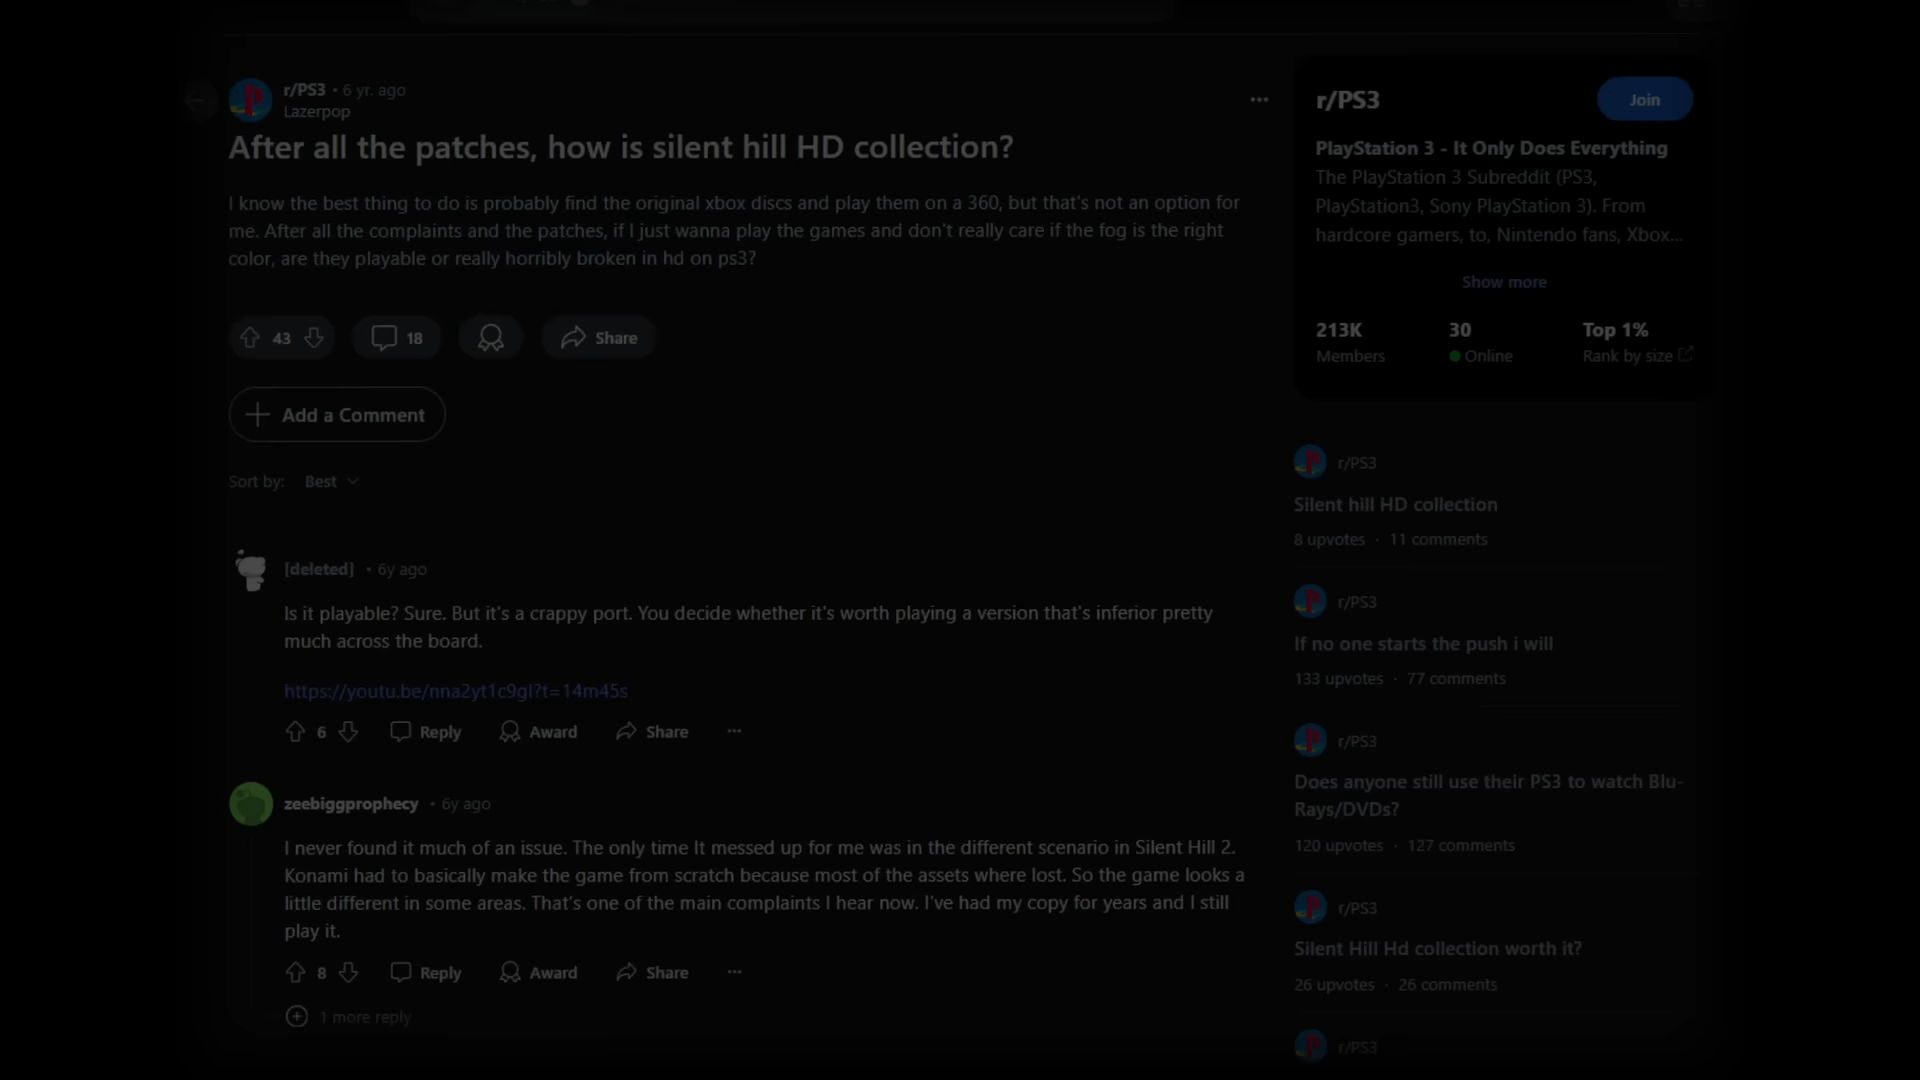 r/PS3 • 6 yr. ago
Lazerpop
After all the patches, how is silent hill HD collection?
I know the best thing to do is probably find the original xbox discs and play them on a 360, but that's not an option for
me. After all the complaints and the patches, if I just wanna play the games and don't really care if the fog is the right
color, are they playable or really horribly broken in hd on ps3?
43 18 Share
Add a Comment
Sort by: Best
[deleted] • 6y ago
Is it playable? Sure. But it's a crappy port. You decide whether it's worth playing a version that's inferior pretty
much across the board.
https://youtu.be/nna2yt1c9gI?t=14m45s
6 Reply Award Share
zeebiggprophecy • 6y ago
I never found it much of an issue. The only time It messed up for me was in the different scenario in Silent Hill 2.
Konami had to basically make the game from scratch because most of the assets where lost. So the game looks a
little different in some areas. That's one of the main complaints I hear now. I've had my copy for years and I still
play it.
8 Reply Award Share
1 more reply
r/PS3 Join
PlayStation 3 - It Only Does Everything
The PlayStation 3 Subreddit (PS3,
PlayStation3, Sony PlayStation 3). From
hardcore gamers, to, Nintendo fans, Xbox...
Show more
213K 30 Top 1%
Members Online Rank by size
r/PS3
Silent hill HD collection
8 upvotes · 11 comments
r/PS3
If no one starts the push i will
133 upvotes · 77 comments
r/PS3
Does anyone still use their PS3 to watch Blu-
Rays/DVDs?
120 upvotes · 127 comments
r/PS3
Silent Hill Hd collection worth it?
26 upvotes · 26 comments
r/PS3